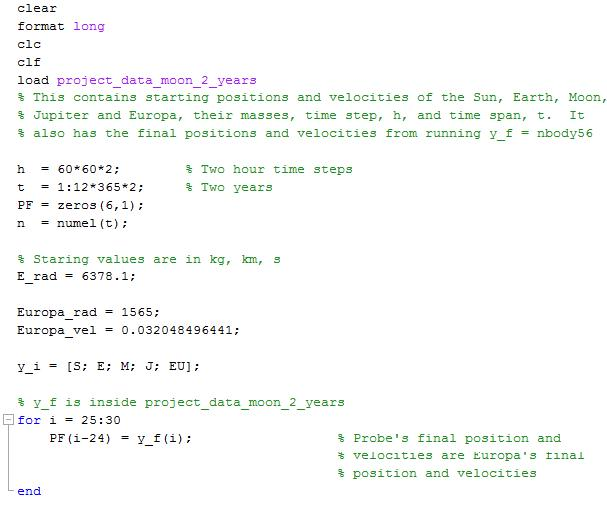 clear
format long
clc
clf
load project_data_moon_2_years
% This contains starting positions and velocities of the Sun, Earth, Moon,
% Jupiter and Europa, their masses, time step, h, and time span, t.  It
% also has the final positions and velocities from running y_f = nbody56
h  = 60*60*2;        % Two hour time steps
t  = 1:12*365*2;     % Two years
PF = zeros(6,1);
n  = numel(t);
% Staring values are in kg, km, s
E_rad = 6378.1;
Europa_rad = 1565;
Europa_vel = 0.032048496441;
y_i = [S; E; M; J; EU];
% y_f is inside project_data_moon_2_years
for i = 25:30
    PF(i-24) = y_f(i);                  % Probe's final position and
                                        % velocities are Europa's final
                                        % position and velocities
end